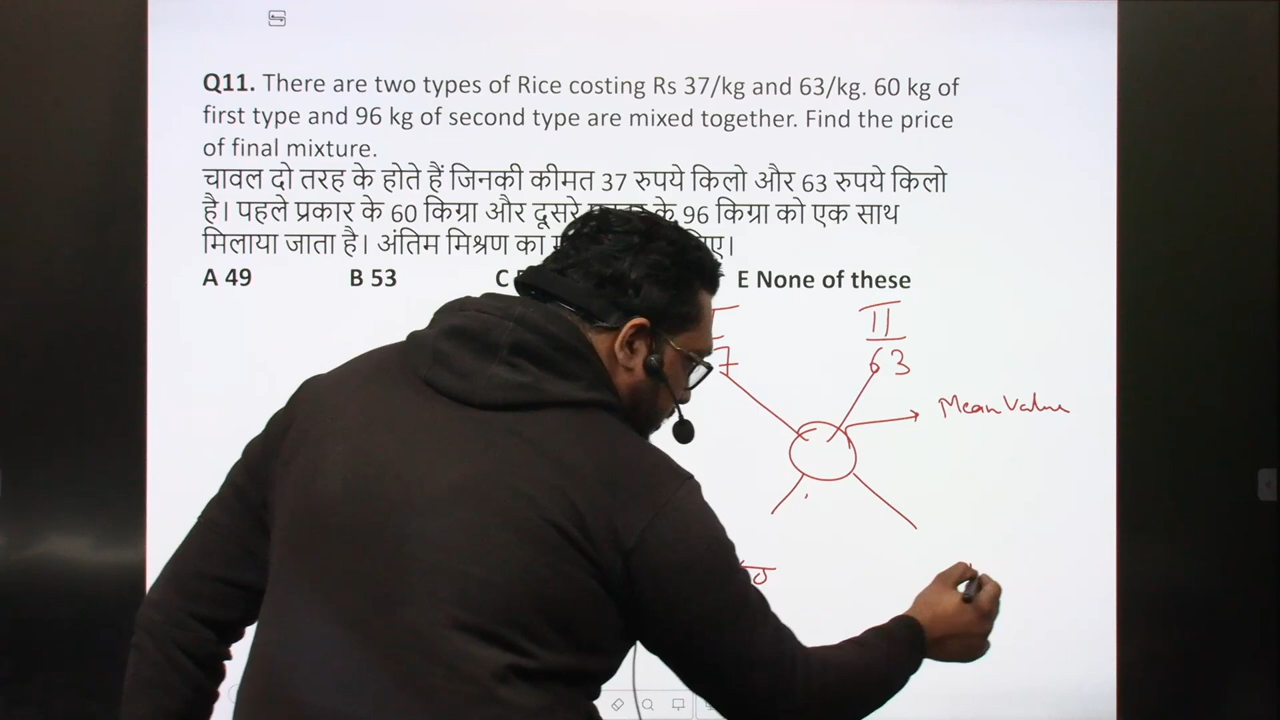 Q11. There are two types of Rice costing Rs 37/kg and 63/kg. 60 kg of
first type and 96 kg of second type are mixed together. Find the price
of final mixture.
चावल दो तरह के होते हैं जिनकी कीमत 37 रुपये किलो और 63 रुपये किलो
है। पहले प्रकार के 60 किग्रा और दूसरे के 96 किग्रा को एक साथ
मिलाया जाता है। अंतिम मिश्रण का
A 49 B 53 C E None of these
I II
7 63
Mean Value